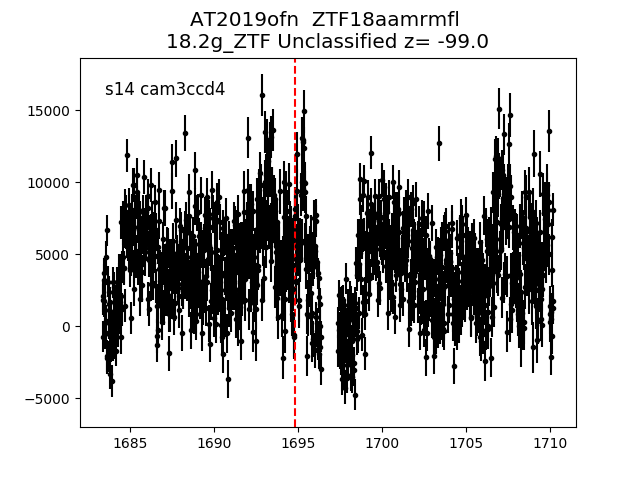 AT2019ofn  ZTF18aamrmfl
18.2g_ZTF Unclassified z= -99.0
s14 cam3ccd4
15000
10000
5000
0
−5000
1685 1690 1695 1700 1705 1710